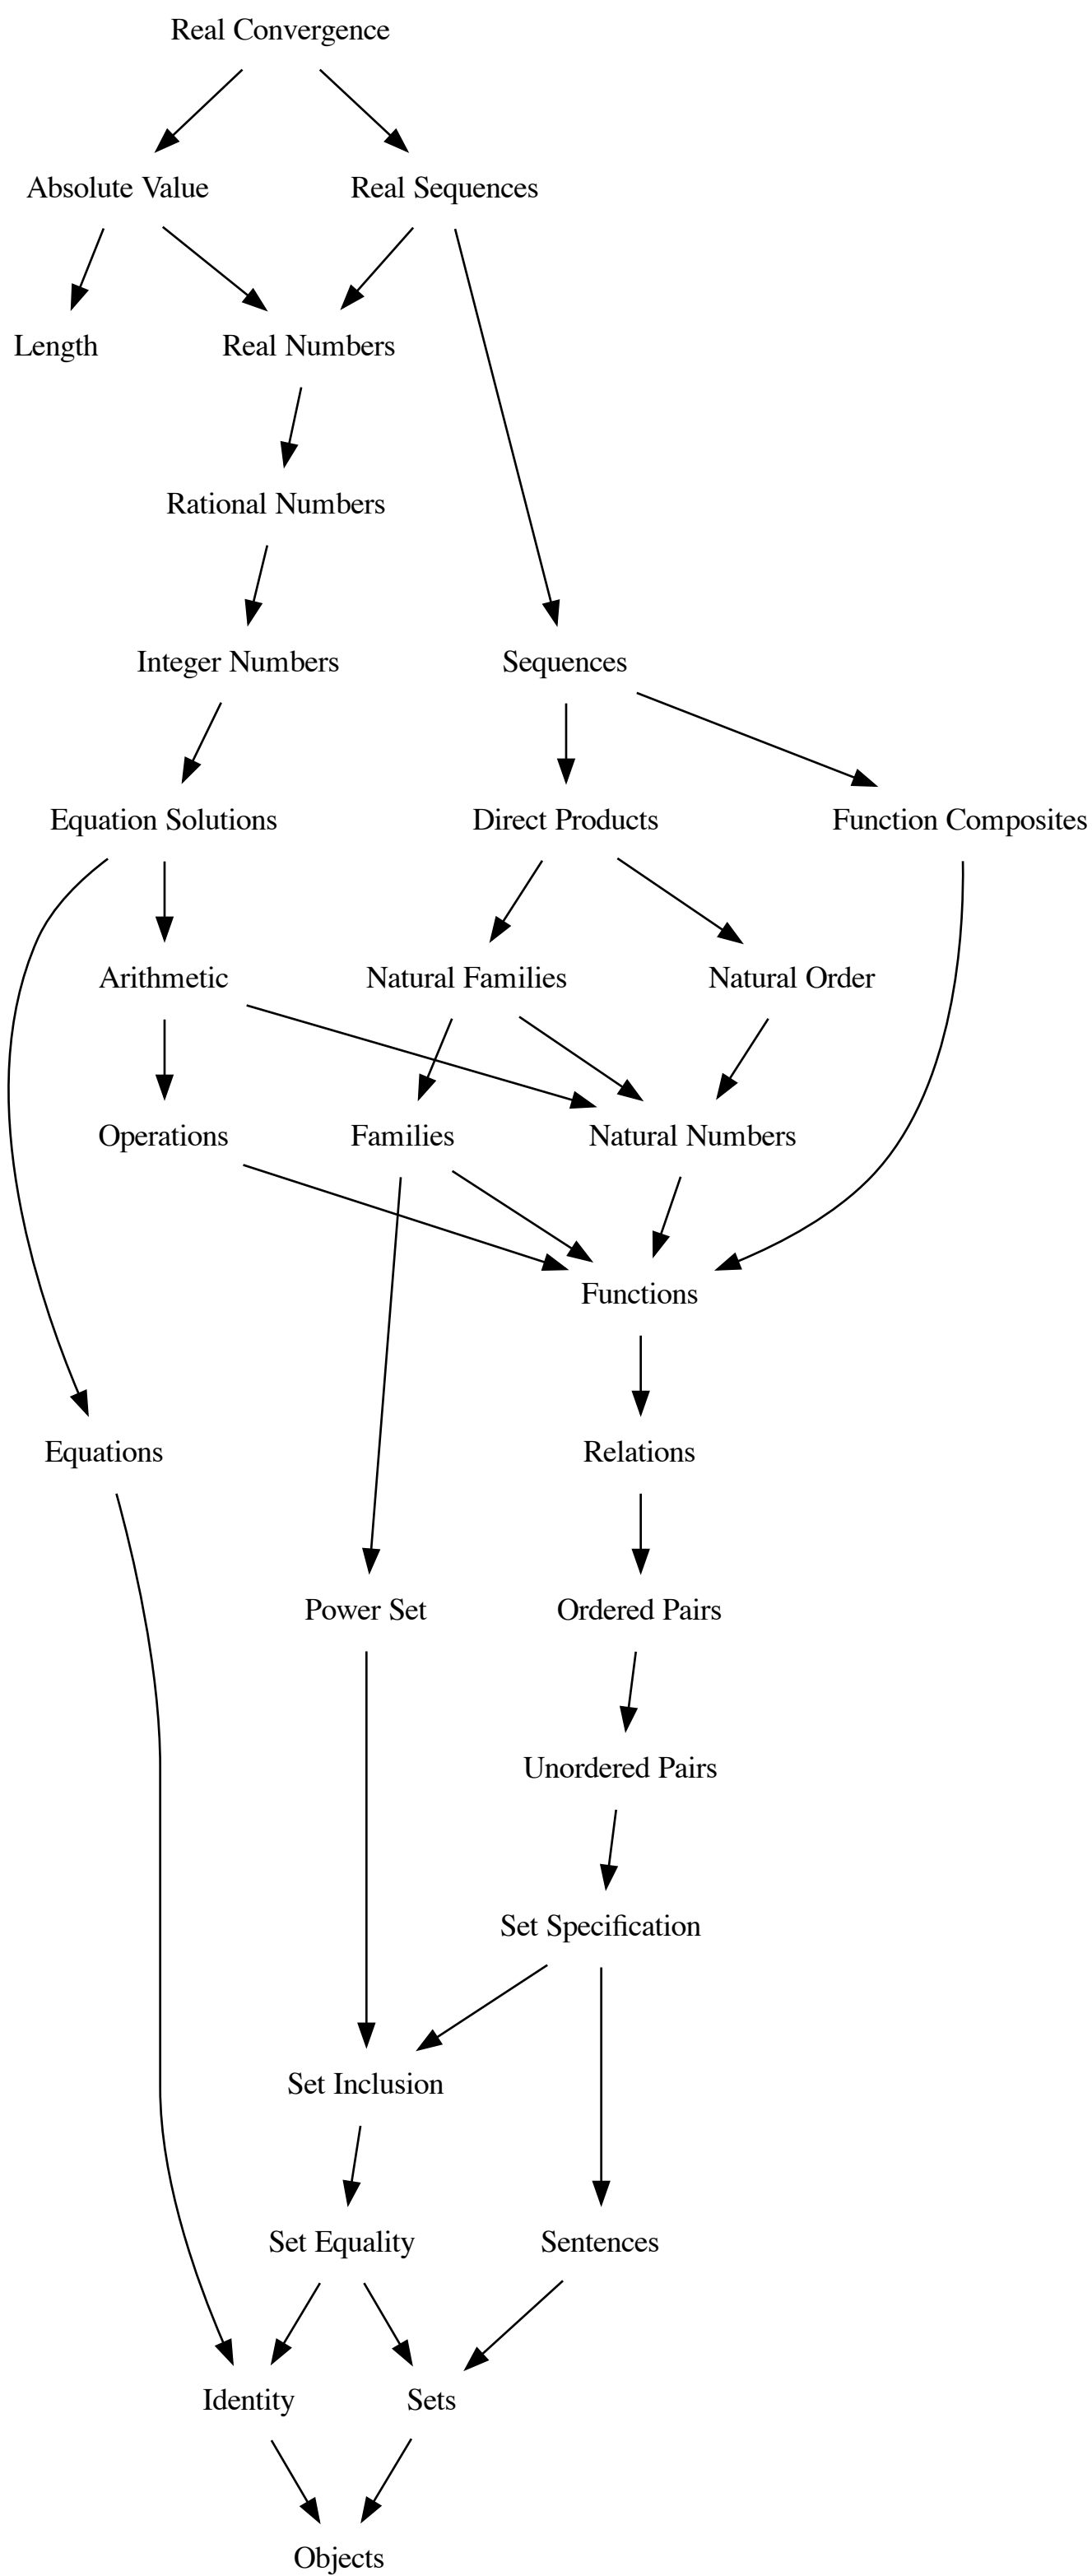 Real Convergence
Absolute Value
Real Sequences
Length
Real Numbers
Rational Numbers
Integer Numbers
Sequences
Equation Solutions
Direct Products
Function Composites
Arithmetic
Natural Families
Natural Order
Operations
Families
Natural Numbers
Functions
Equations
Relations
Power Set
Ordered Pairs
Unordered Pairs
Set Specification
Set Inclusion
Set Equality
Sentences
Identity
Sets
Objects